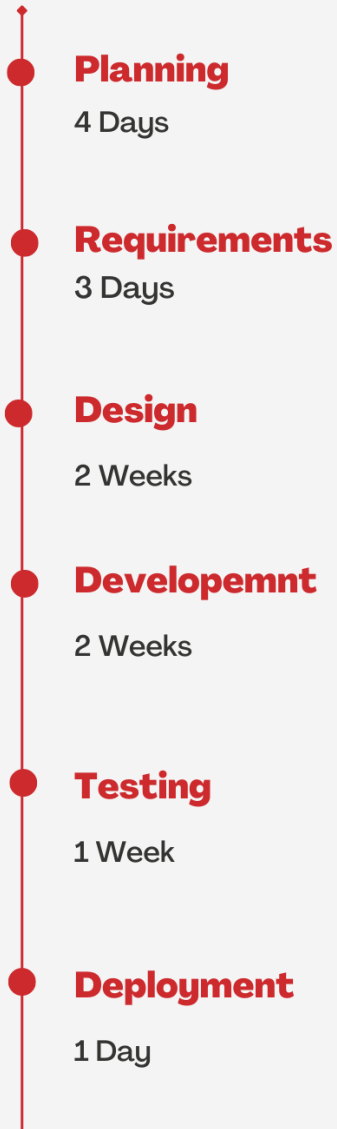 Planning
4 Days
Requirements
3 Days
Design
2 Weeks
Developemnt
2 Weeks
Testing
1 Week
Deployment
1 Day